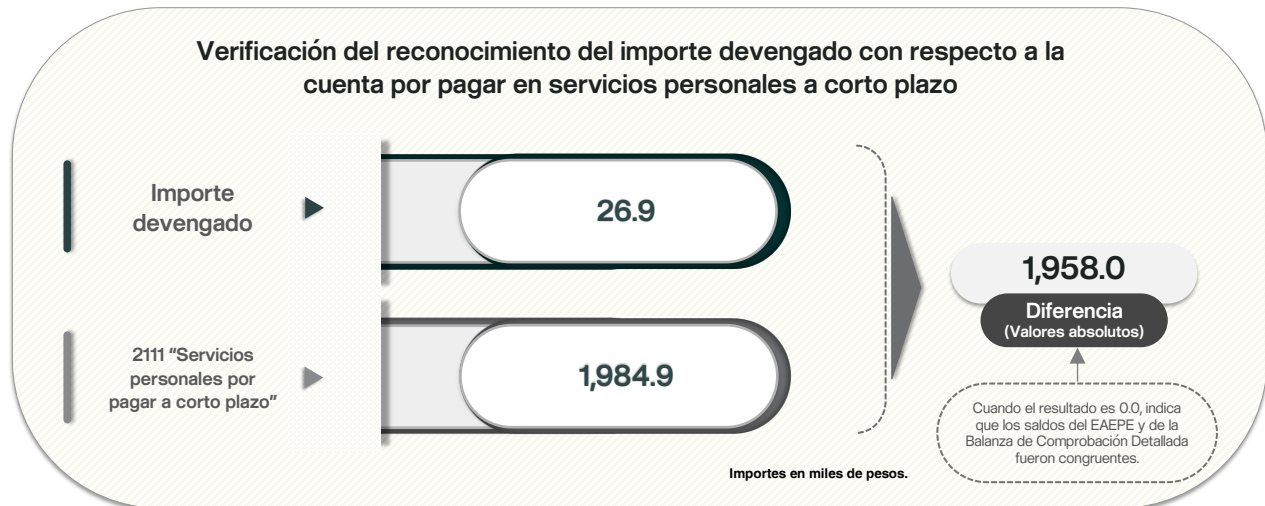 Verificación del reconocimiento del importe devengado con respecto a la
cuenta por pagar en servicios personales a corto plazo
Importe
devengado
26.9
2111 “Servicios
personales por
pagar a corto plazo”
1,984.9
1,958.0
Diferencia
(Valores absolutos)
Cuando el resultado es 0.0, indica
que los saldos del EAEPE y de la
Balanza de Comprobación Detallada
fueron congruentes.
Importes en miles de pesos.